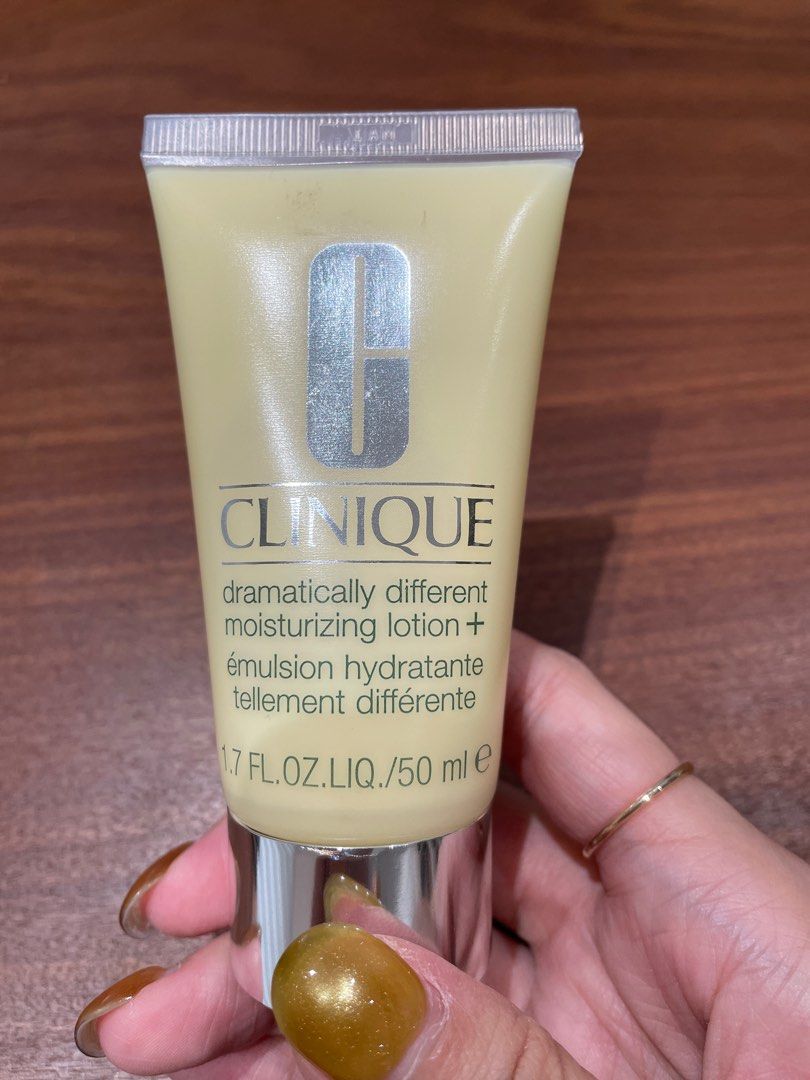 C
CLINIQUE
dramatically different
moisturizing lotion +
émulsion hydratante
tellement différente
1.7 FL.OZ.LIQ./50 ml ℮